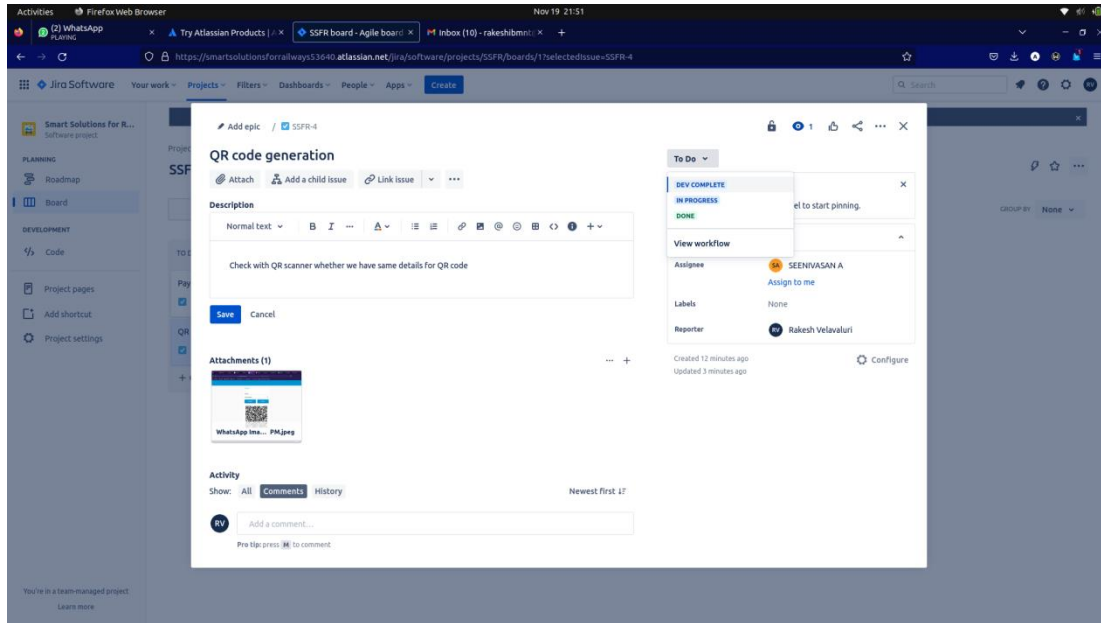 Activities Firefox Web Browser Nov 19 21:51
(2) WhatsApp
PLAYING
Try Atlassian Products | A
SSFR board - Agile board
Inbox (10) - rakeshibmnt
https://smartsolutionsforrailways53640.atlassian.net/jira/software/projects/SSFR/boards/1?selectedIssue=SSFR-4
Jira Software Your work Projects Filters Dashboards People Apps Create Search
Smart Solutions for R...
Software project
PLANNING
Roadmap
Board
DEVELOPMENT
Code
Project pages
Add shortcut
Project settings
You're in a team-managed project
Learn more
Projec
SSF
TO D
Pay
QR
GROUP BY None
Add epic / SSFR-4
1
QR code generation
Attach Add a child issue Link issue
Description
Normal text B I A
Check with QR scanner whether we have same details for QR code
Save Cancel
Attachments (1)
WhatsApp Ima... PM.jpeg
Activity
Show: All Comments History Newest first
RV Add a comment...
Pro tip: press M to comment
To Do
DEV COMPLETE
IN PROGRESS
DONE
View workflow
el to start pinning.
Assignee SA SEENIVASAN A
Assign to me
Labels None
Reporter RV Rakesh Velavaluri
Created 12 minutes ago Configure
Updated 3 minutes ago